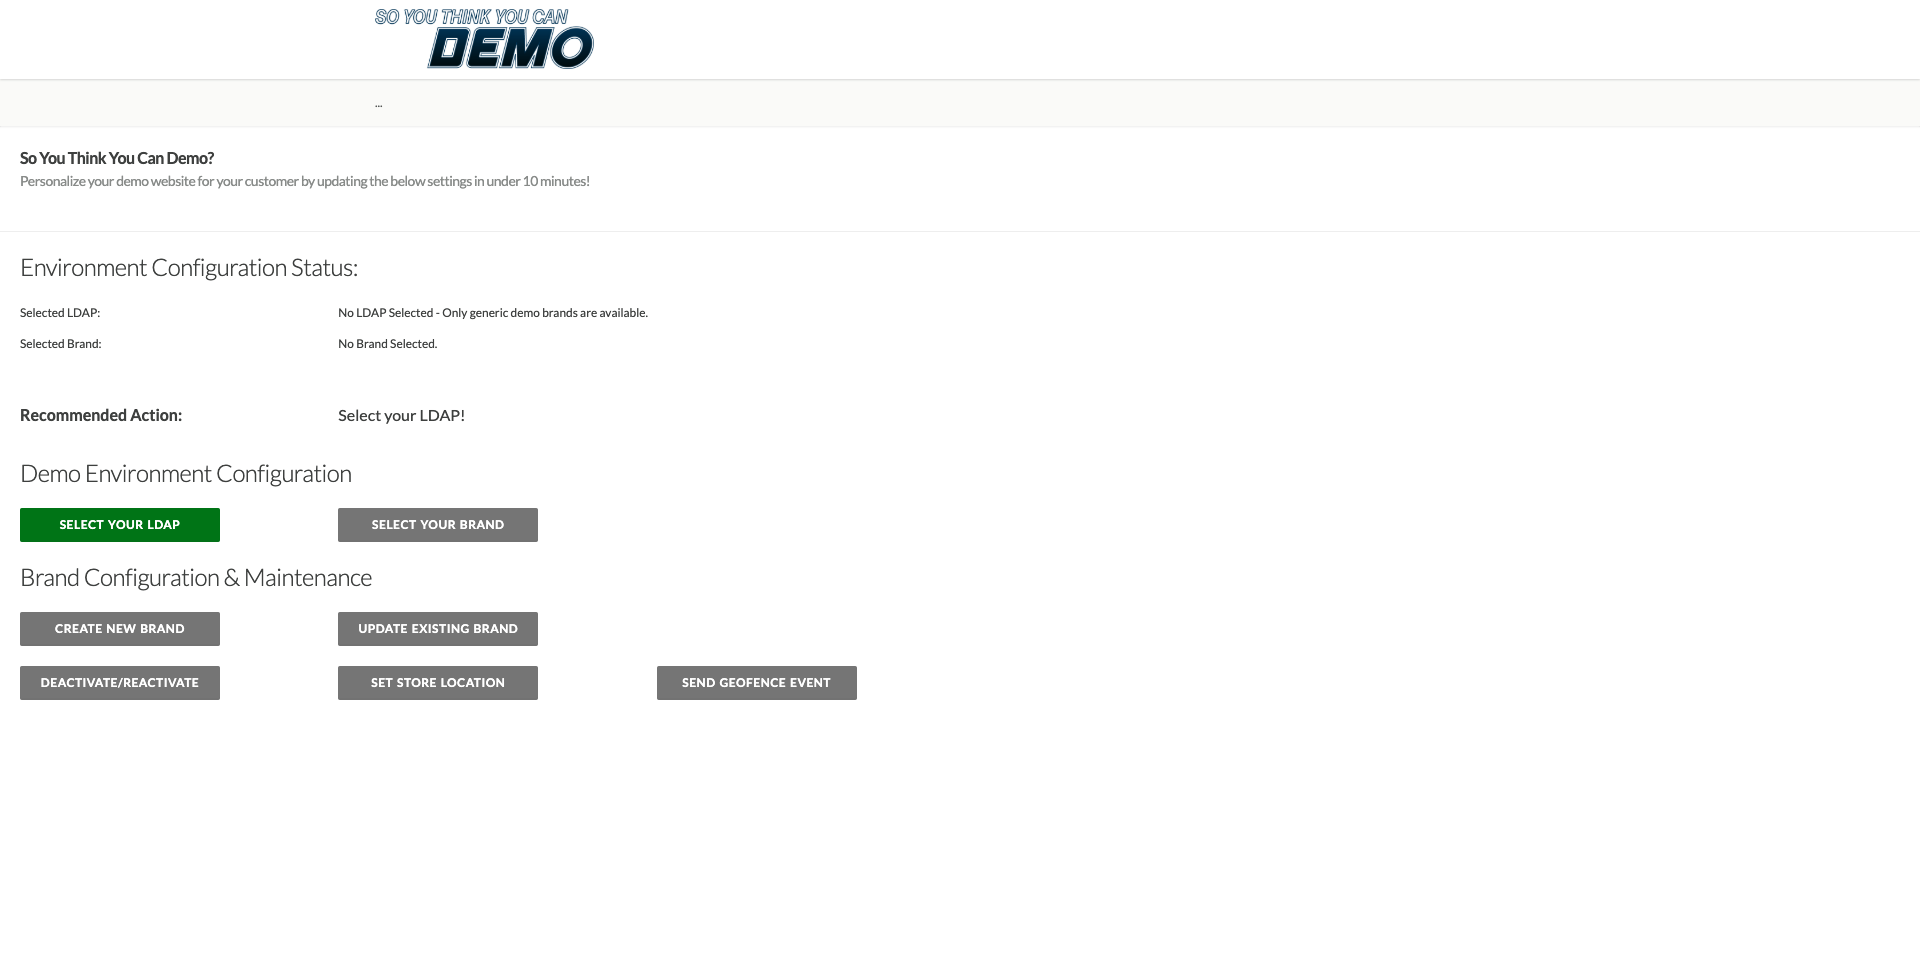 SO YOU THINK YOU CAN
DEMO
...
So You Think You Can Demo?
Personalize your demo website for your customer by updating the below settings in under 10 minutes!
Environment Configuration Status:
Selected LDAP: No LDAP Selected - Only generic demo brands are available.
Selected Brand: No Brand Selected.
Recommended Action: Select your LDAP!
Demo Environment Configuration
SELECT YOUR LDAP SELECT YOUR BRAND
Brand Configuration & Maintenance
CREATE NEW BRAND UPDATE EXISTING BRAND
DEACTIVATE/REACTIVATE SET STORE LOCATION SEND GEOFENCE EVENT